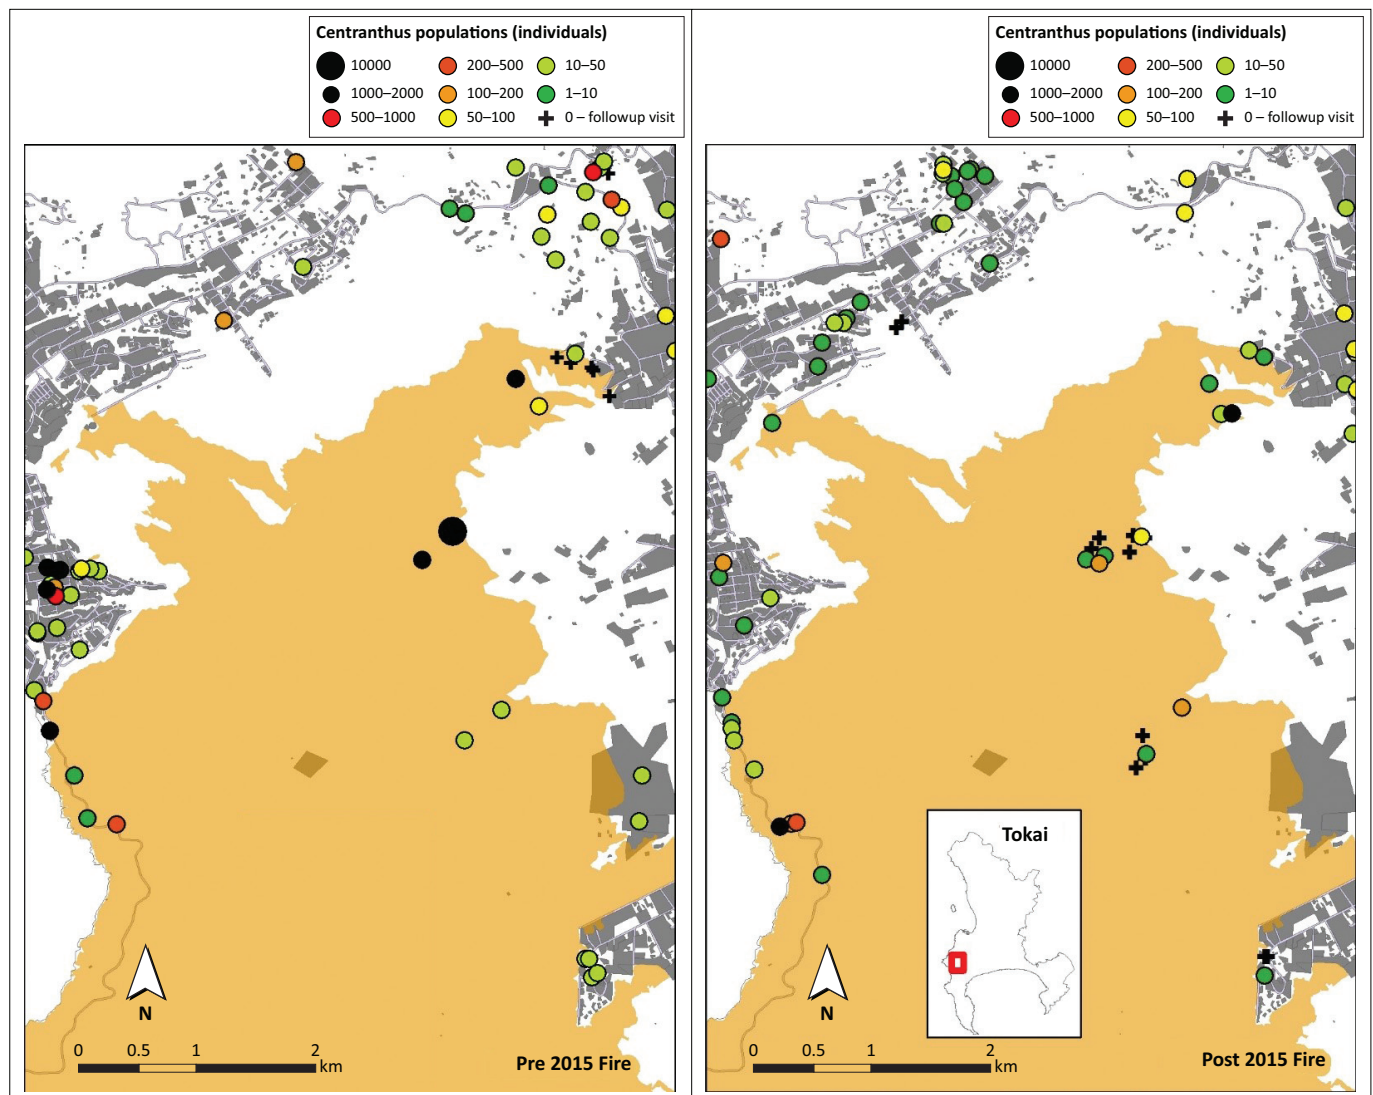 Centranthus populations (individuals)
10000
200–500
10–50
1000–2000
100–200
1–10
500–1000
50–100
0 – followup visit
N
0 0.5 1 2
km
Pre 2015 Fire
Centranthus populations (individuals)
10000
200–500
10–50
1000–2000
100–200
1–10
500–1000
50–100
0 – followup visit
Tokai
N
0 0.5 1 2
km
Post 2015 Fire